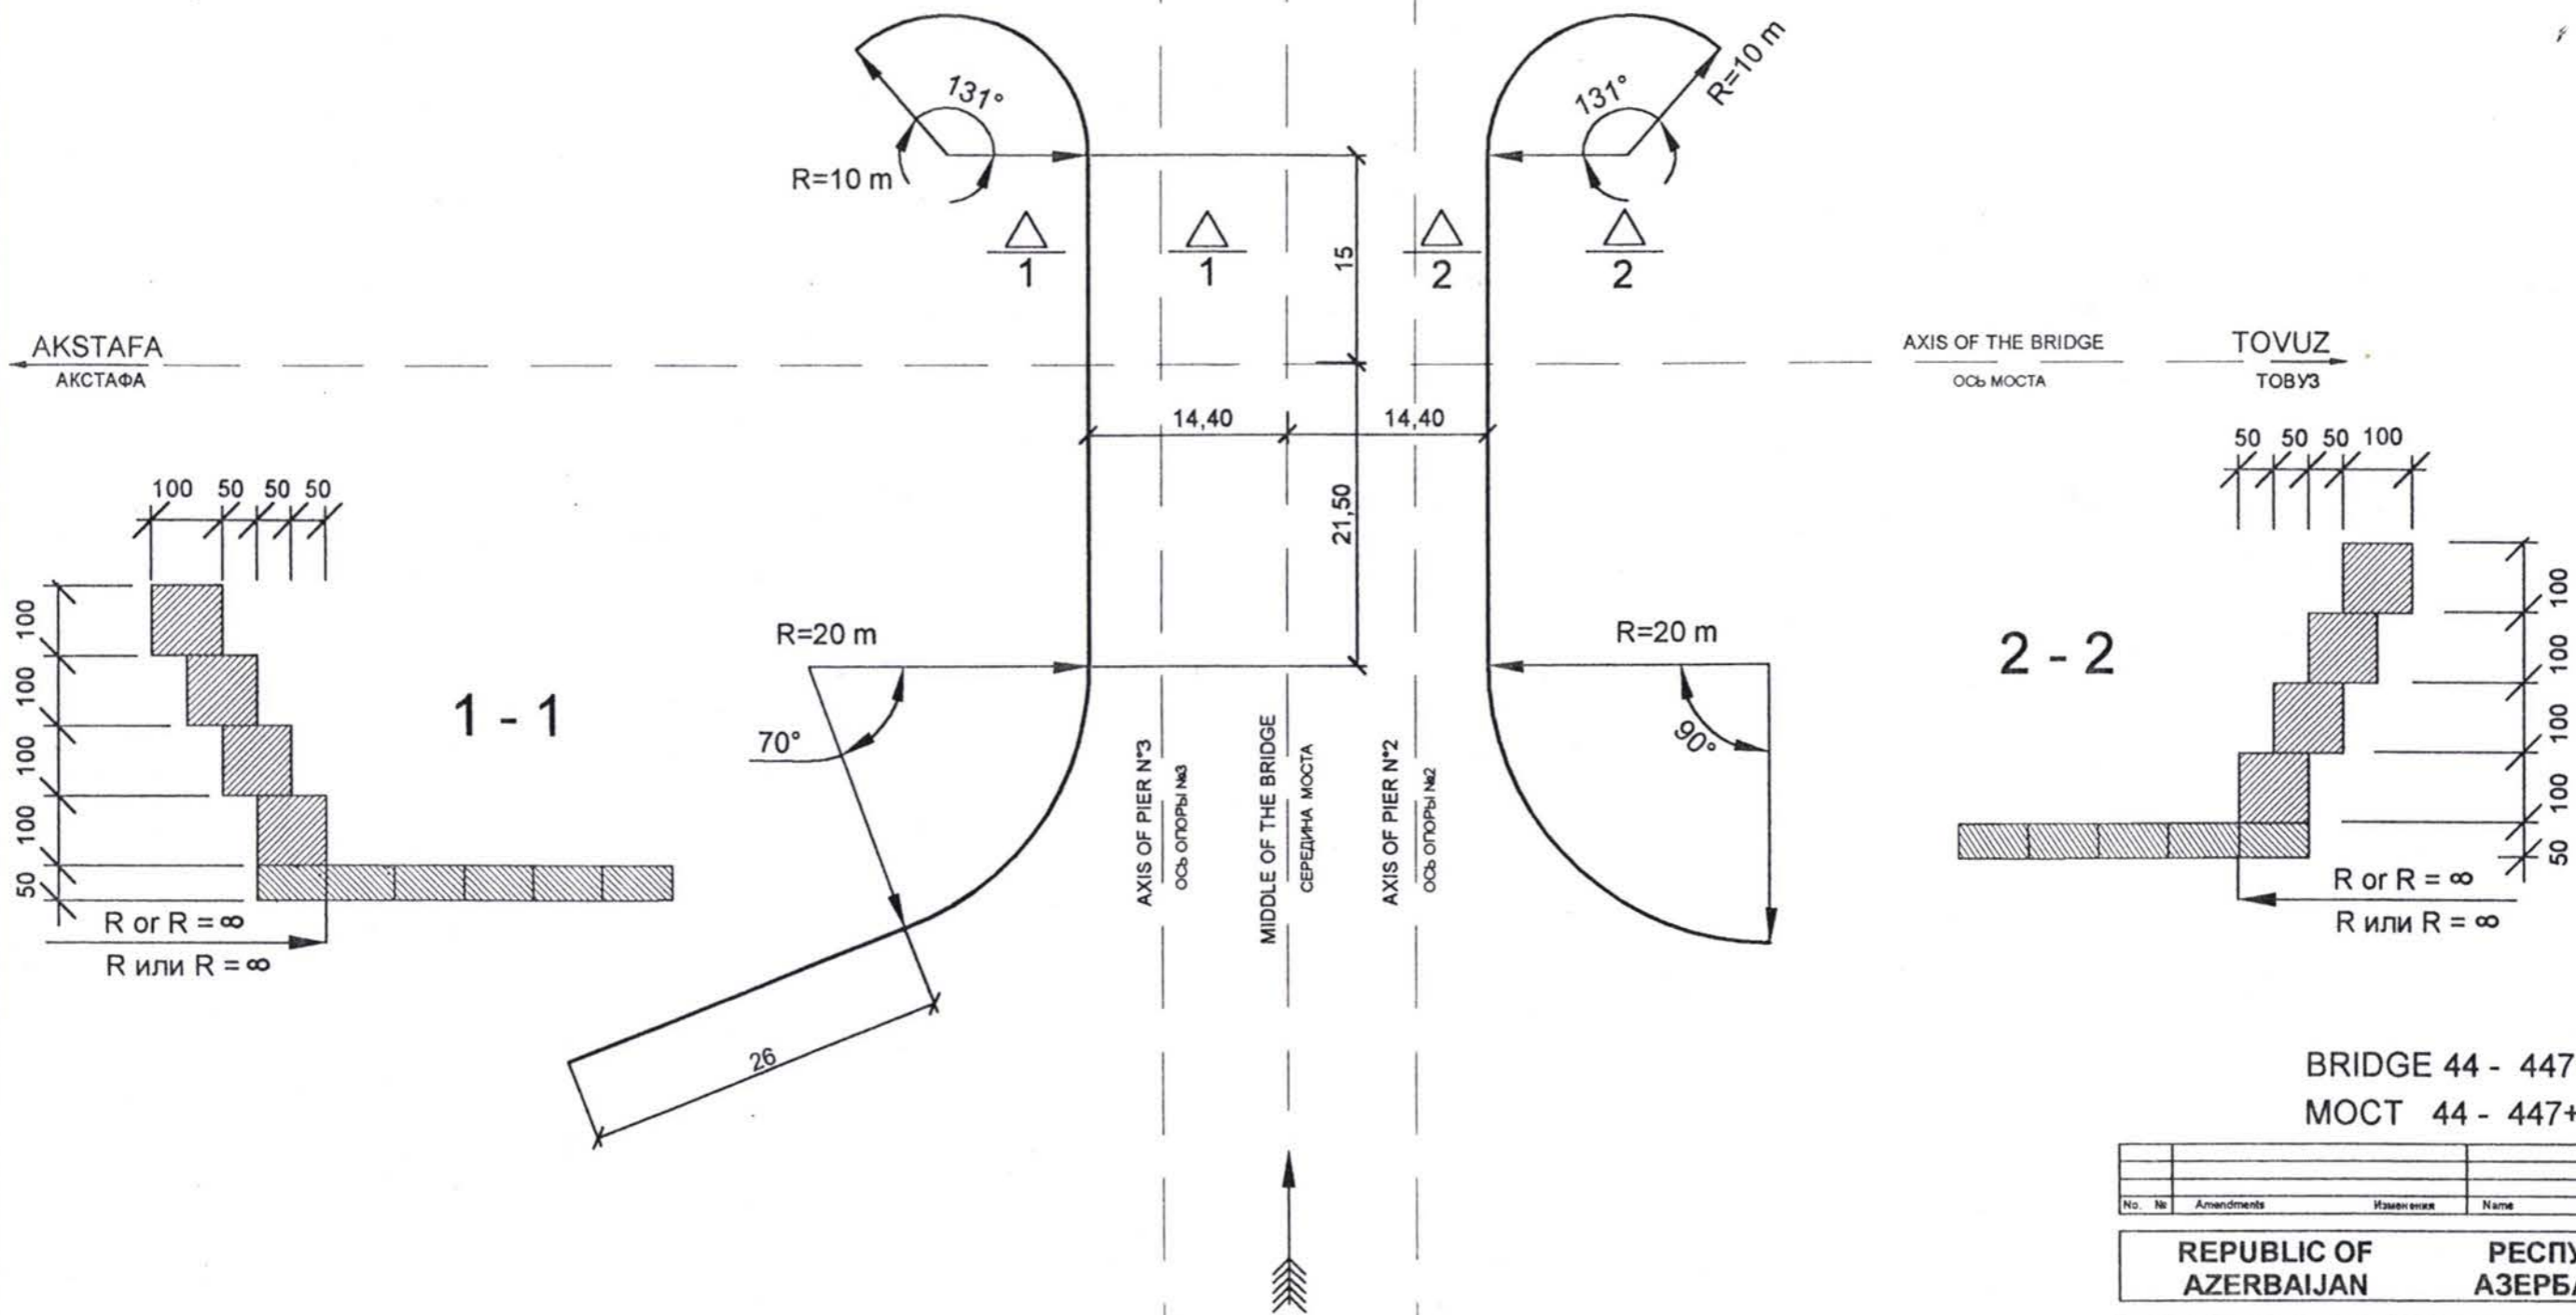 131°
R=10 m
131°
R=10 m
1
1
2
2
15
AKSTAFA
АКСТАФА
AXIS OF THE BRIDGE
ОСЬ МОСТА
TOVUZ
ТОВУЗ
14,40
14,40
21,50
100 50 50 50
50 50 50 100
100
100
100
100
50
1 - 1
R or R = ∞
R или R = ∞
R=20 m
70°
26
AXIS OF PIER N°3
ОСЬ ОПОРЫ №3
MIDDLE OF THE BRIDGE
СЕРЕДИНА МОСТА
AXIS OF PIER N°2
ОСЬ ОПОРЫ №2
R=20 m
90°
2 - 2
100
100
100
100
50
R or R = ∞
R или R = ∞
BRIDGE 44 - 447
МОСТ 44 - 447+
No. № Amendments Изменения Name
REPUBLIC OF РЕСПУ
AZERBAIJAN АЗЕРБА